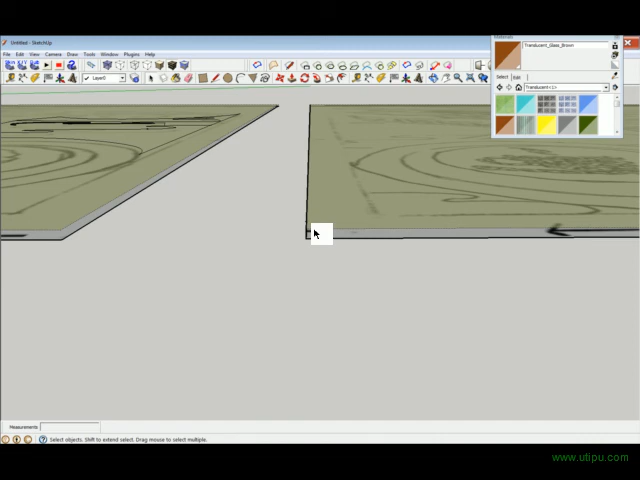 Untitled - SketchUp
File Edit View Camera Draw Tools Window Plugins Help
Layer0
Materials
Translucent_Glass_Brown
Select Edit
Translucent<1>
Measurements
Select objects. Shift to extend select. Drag mouse to select multiple.
www.utipu.com